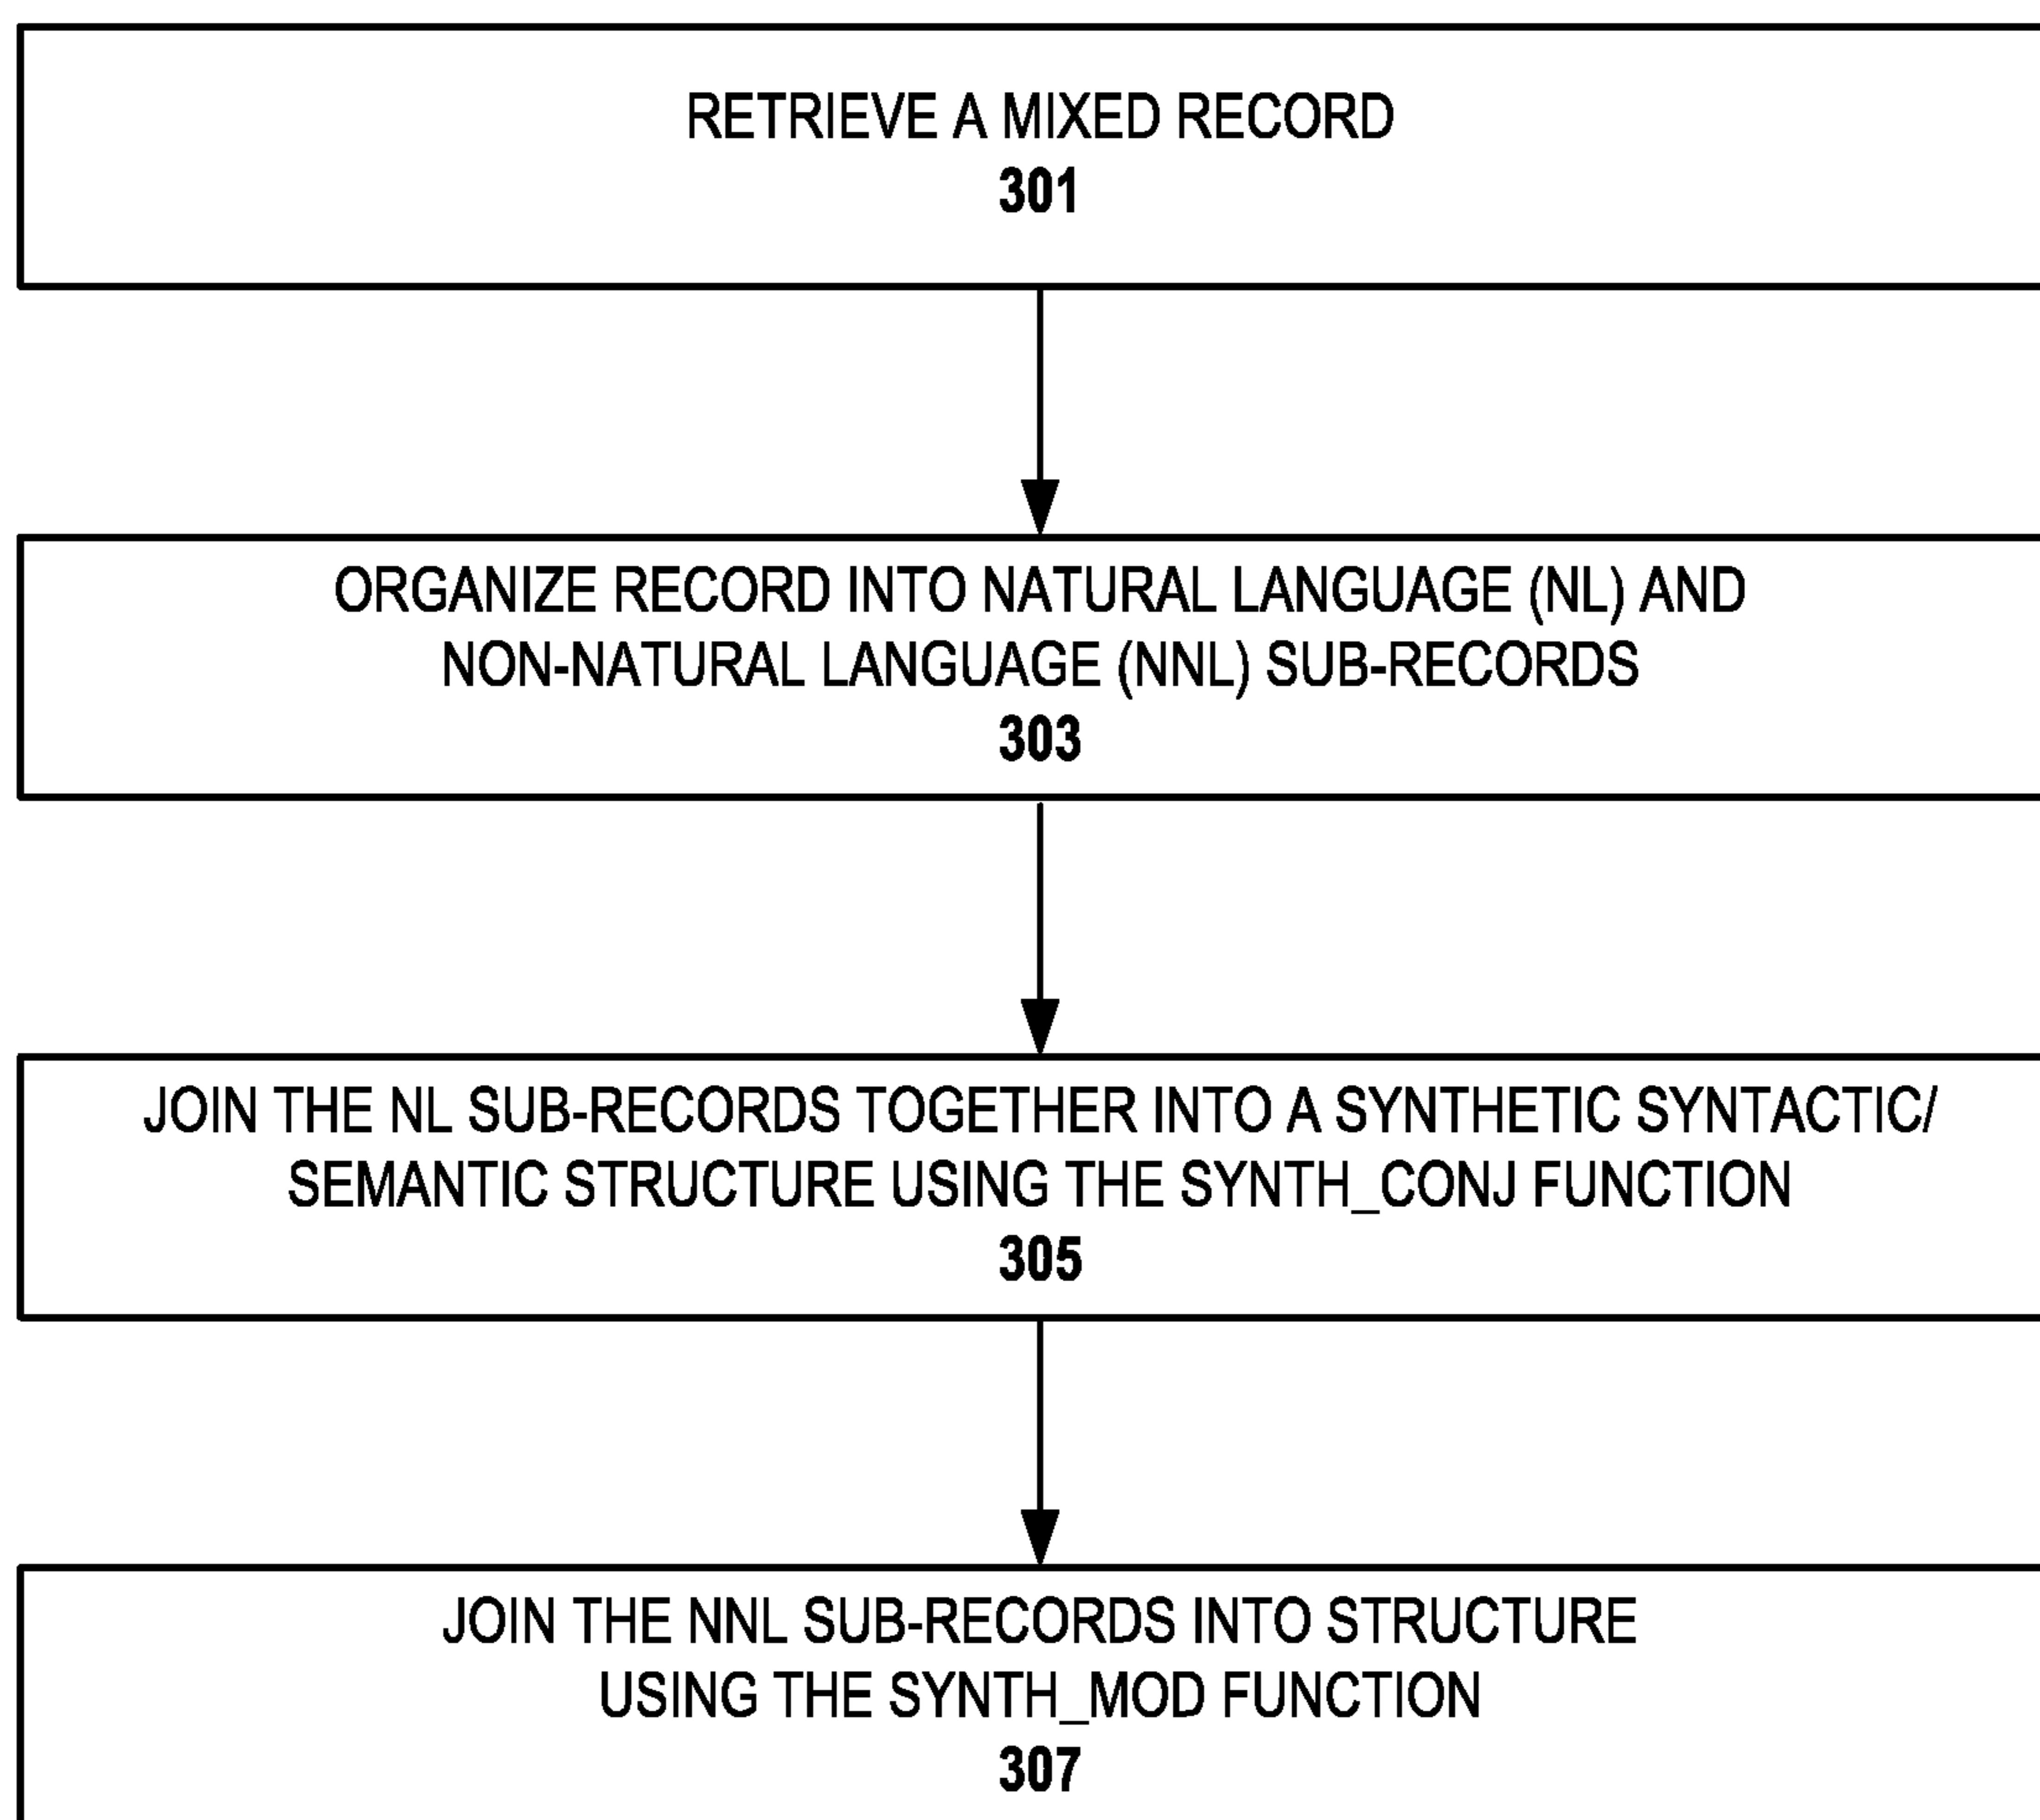 RETRIEVE A MIXED RECORD
301
ORGANIZE RECORD INTO NATURAL LANGUAGE (NL) AND
NON-NATURAL LANGUAGE (NNL) SUB-RECORDS
303
JOIN THE NL SUB-RECORDS TOGETHER INTO A SYNTHETIC SYNTACTIC/
SEMANTIC STRUCTURE USING THE SYNTH_CONJ FUNCTION
305
JOIN THE NNL SUB-RECORDS INTO STRUCTURE
USING THE SYNTH_MOD FUNCTION
307